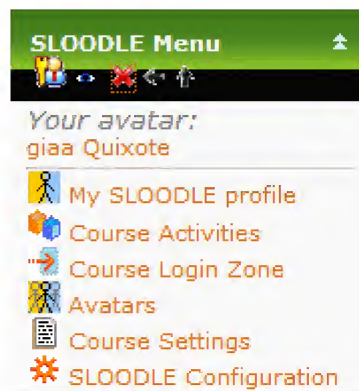 SLOODLE Menu
Your avatar:
giaa Quixote
My SLOODLE profile
Course Activities
Course Login Zone
Avatars
Course Settings
SLOODLE Configuration